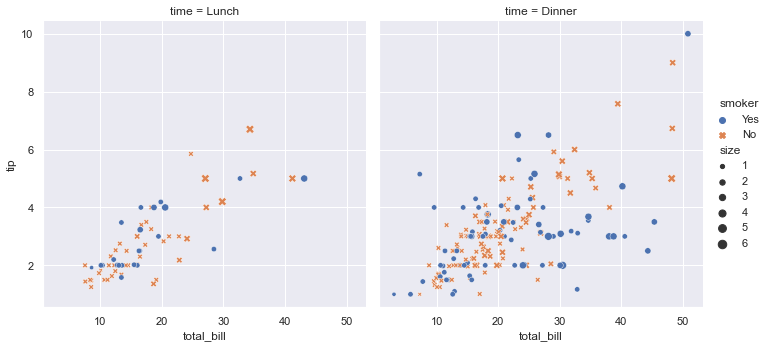 time = Lunch
time = Dinner
10
8
6
4
2
tip
10
20
30
40
50
total_bill
10
20
30
40
50
total_bill
smoker
Yes
No
size
1
2
3
4
5
6